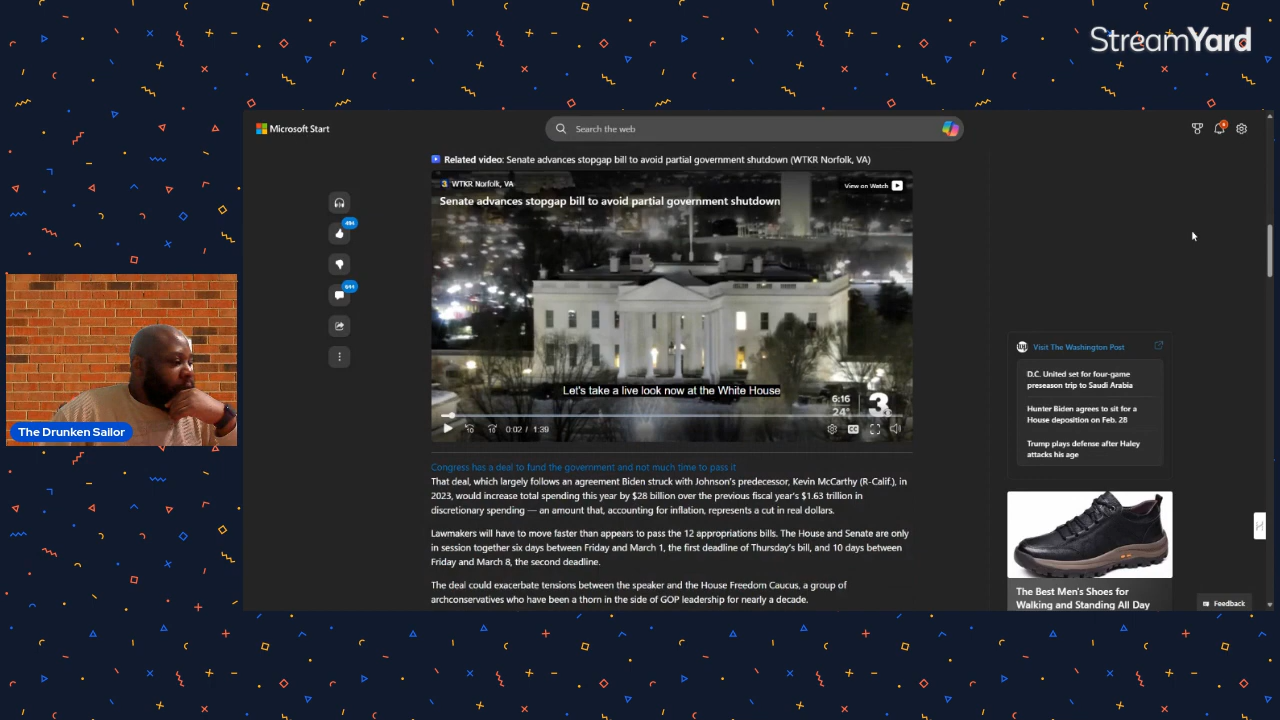 StreamYard
Microsoft Start
Search the web
Related video: Senate advances stopgap bill to avoid partial government shutdown (WTKR Norfolk, VA)
3 WTKR Norfolk, VA
View on Watch
Senate advances stopgap bill to avoid partial government shutdown
Let's take a live look now at the White House
6:16
24°
3
0:02 / 1:39
Congress has a deal to fund the government and not much time to pass it
That deal, which largely follows an agreement Biden struck with Johnson's predecessor, Kevin McCarthy (R-Calif.), in
2023, would increase total spending this year by $28 billion over the previous fiscal year's $1.63 trillion in
discretionary spending — an amount that, accounting for inflation, represents a cut in real dollars.
Lawmakers will have to move faster than appears to pass the 12 appropriations bills. The House and Senate are only
in session together six days between Friday and March 1, the first deadline of Thursday's bill, and 10 days between
Friday and March 8, the second deadline.
The deal could exacerbate tensions between the speaker and the House Freedom Caucus, a group of
archconservatives who have been a thorn in the side of GOP leadership for nearly a decade.
Visit The Washington Post
D.C. United set for four-game
preseason trip to Saudi Arabia
Hunter Biden agrees to sit for a
House deposition on Feb. 28
Trump plays defense after Haley
attacks his age
The Best Men's Shoes for
Walking and Standing All Day
Feedback
The Drunken Sailor